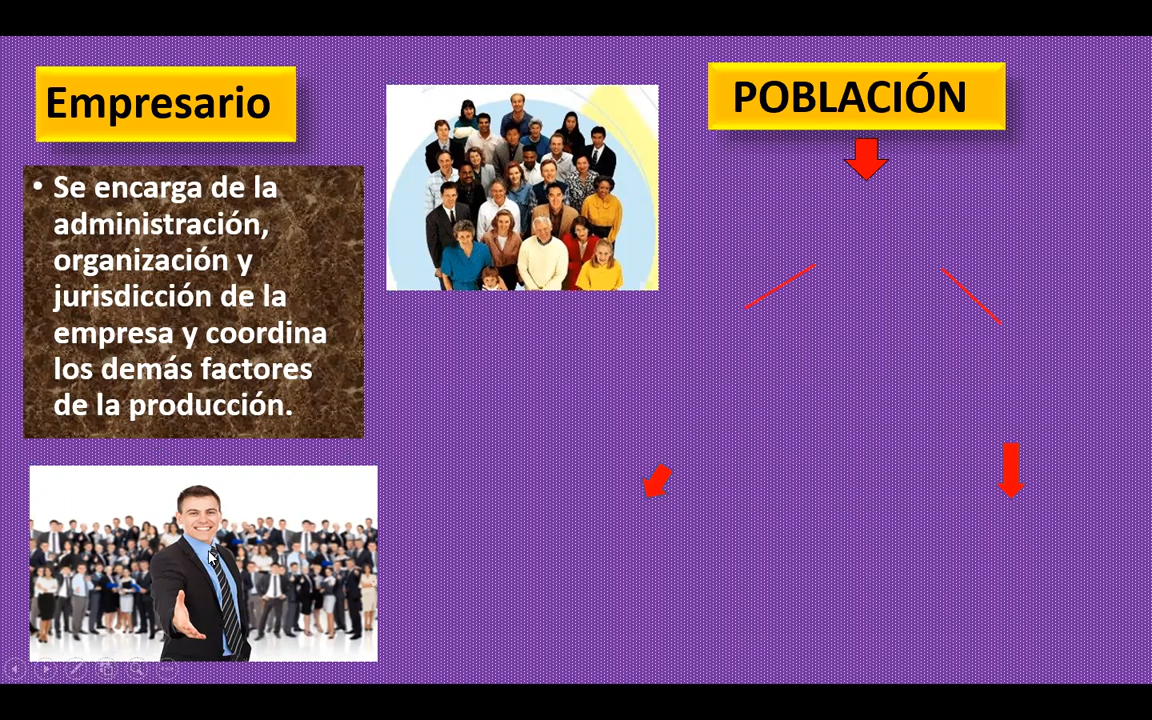 Empresario
• Se encarga de la
administración,
organización y
jurisdicción de la
empresa y coordina
los demás factores
de la producción.
POBLACIÓN